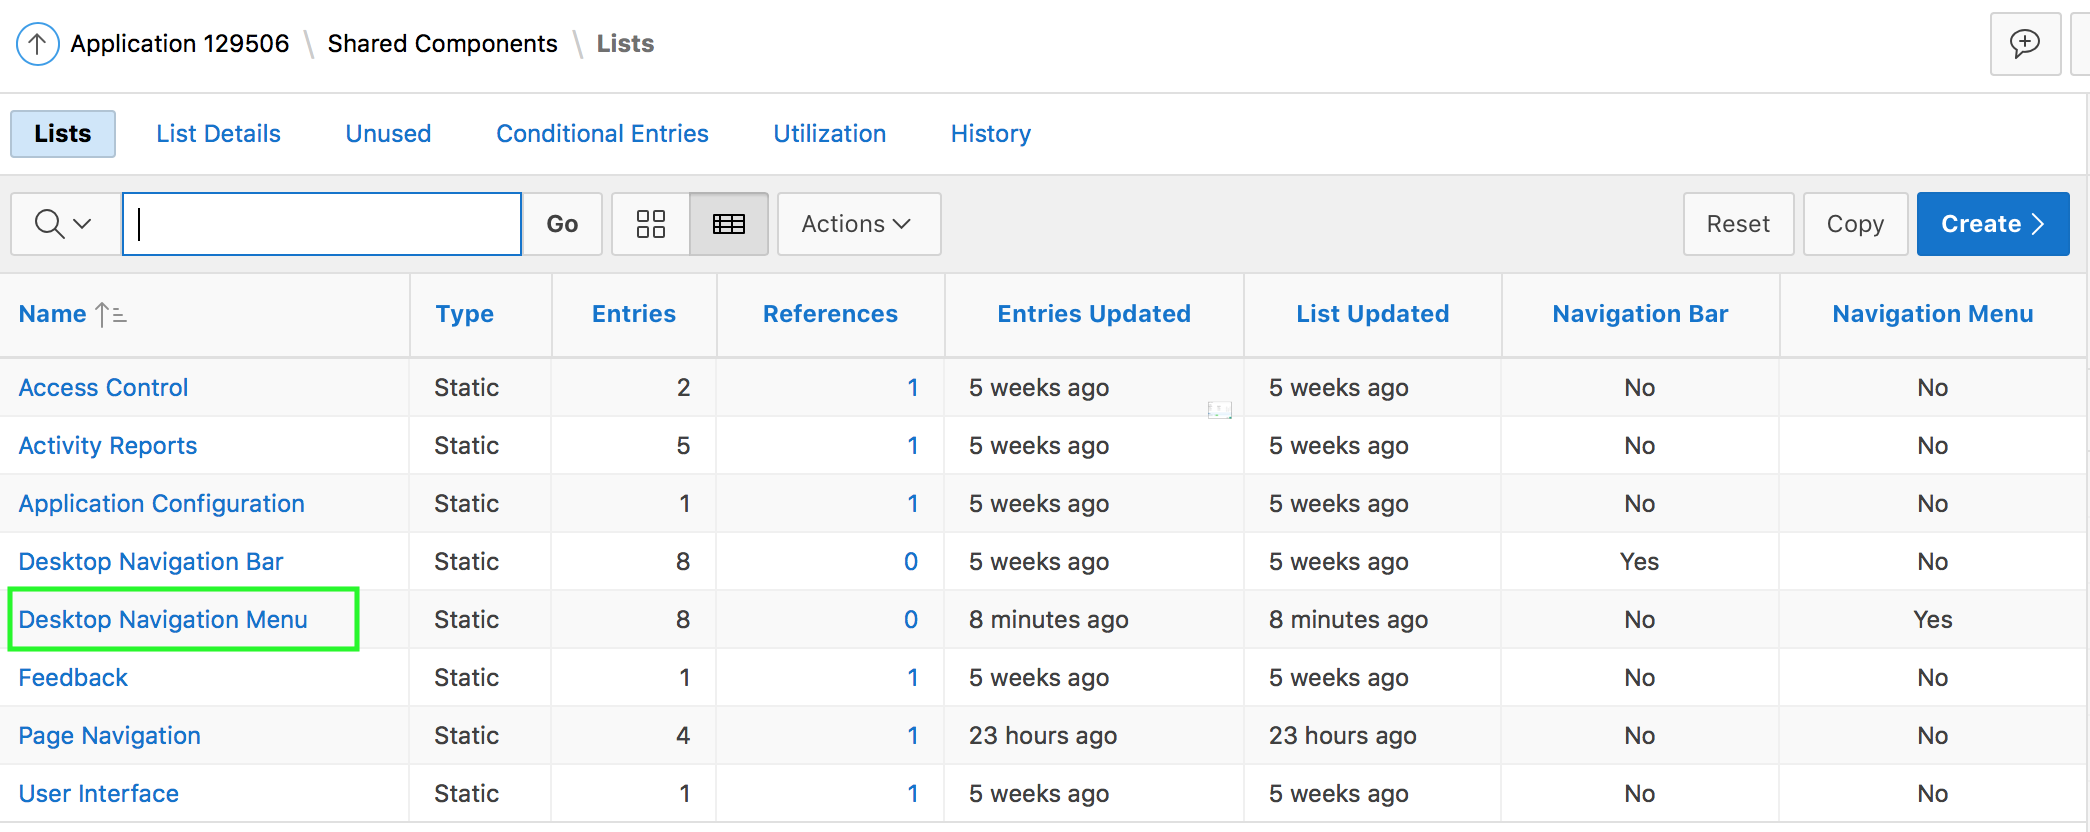 Application 129506 \ Shared Components \ Lists
Lists List Details Unused Conditional Entries Utilization History
Go Actions Reset Copy Create
Name Type Entries References Entries Updated List Updated Navigation Bar Navigation Menu
Access Control Static 2 1 5 weeks ago 5 weeks ago No No
Activity Reports Static 5 1 5 weeks ago 5 weeks ago No No
Application Configuration Static 1 1 5 weeks ago 5 weeks ago No No
Desktop Navigation Bar Static 8 0 5 weeks ago 5 weeks ago Yes No
Desktop Navigation Menu Static 8 0 8 minutes ago 8 minutes ago No Yes
Feedback Static 1 1 5 weeks ago 5 weeks ago No No
Page Navigation Static 4 1 23 hours ago 23 hours ago No No
User Interface Static 1 1 5 weeks ago 5 weeks ago No No